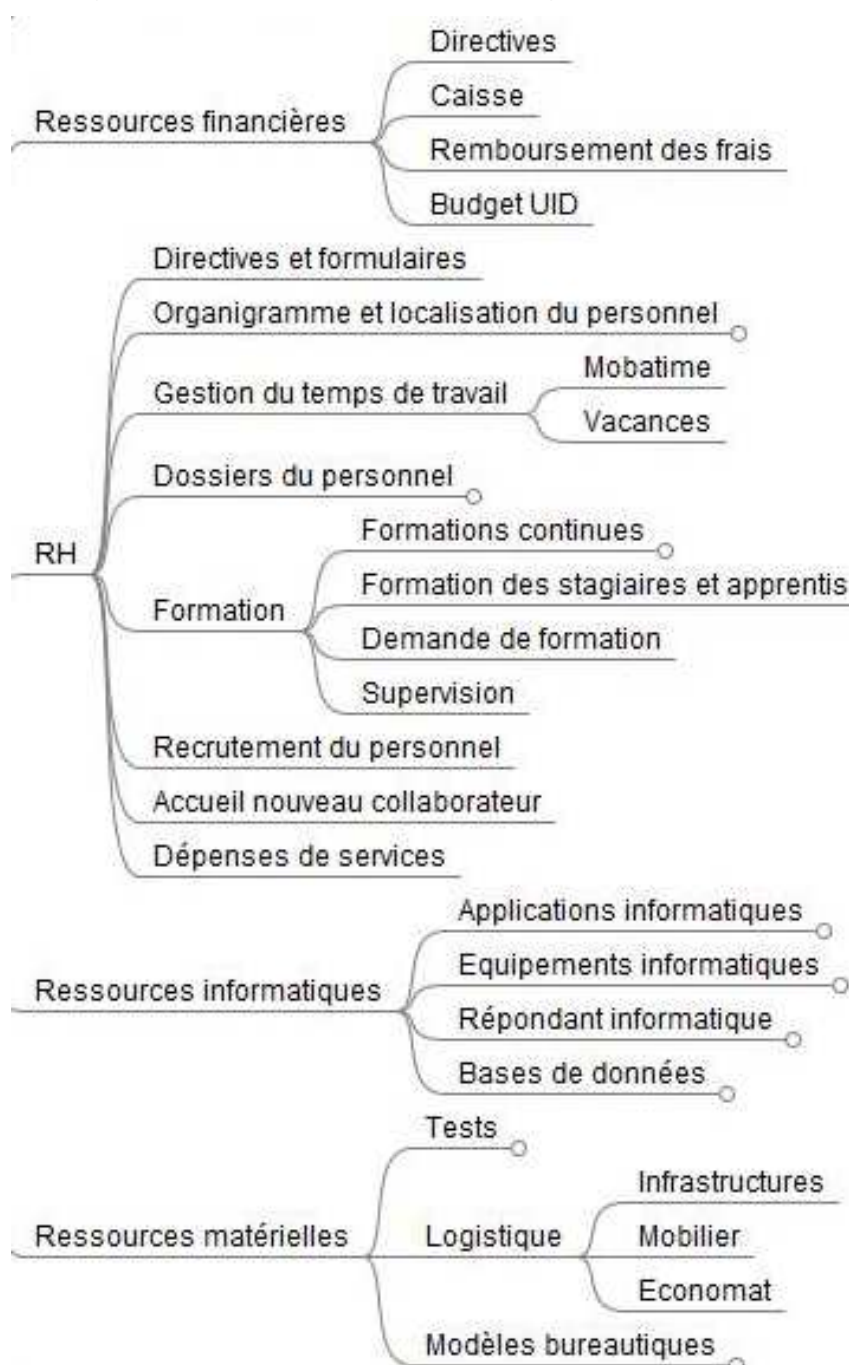 Ressources financières
Directives
Caisse
Remboursement des frais
Budget UID
RH
Directives et formulaires
Organigramme et localisation du personnel
Gestion du temps de travail
Mobatime
Vacances
Dossiers du personnel
Formation
Formations continues
Formation des stagiaires et apprentis
Demande de formation
Supervision
Recrutement du personnel
Accueil nouveau collaborateur
Dépenses de services
Ressources informatiques
Applications informatiques
Equipements informatiques
Répondant informatique
Bases de données
Ressources matérielles
Tests
Logistique
Infrastructures
Mobilier
Economat
Modèles bureautiques